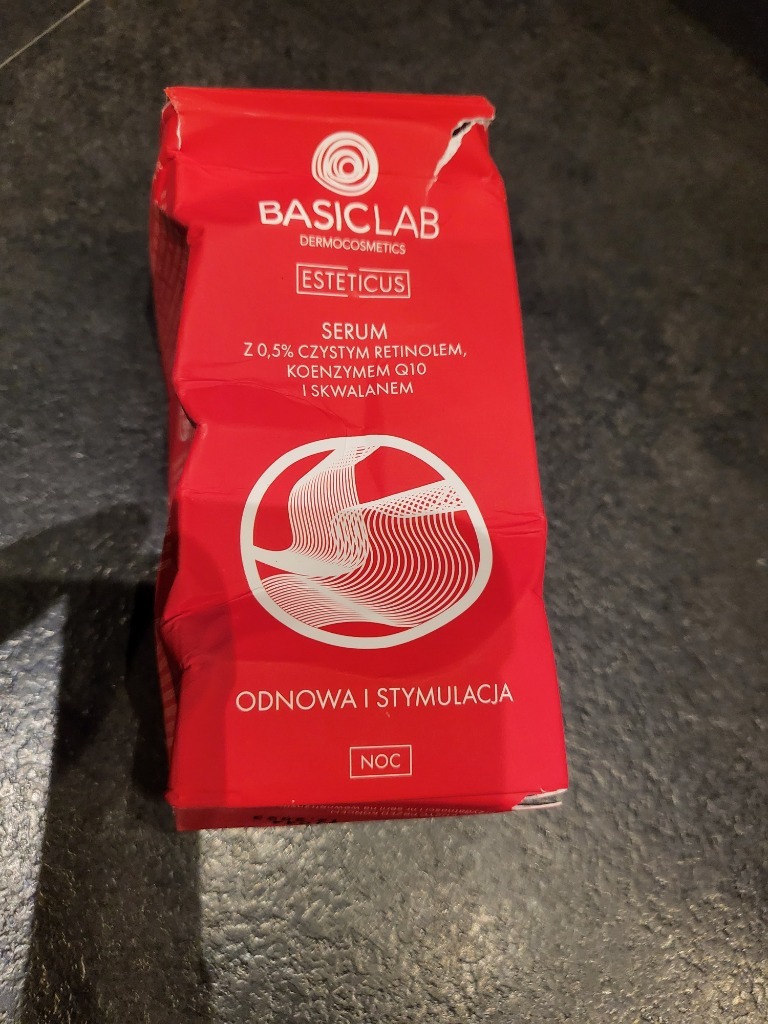 BASICLAB
DERMOCOSMETICS
ESTETICUS
SERUM
Z 0,5% CZYSTYM RETINOLEM,
KOENZYMEM Q10
I SKWALANEM
ODNOWA I STYMULACJA
NOC